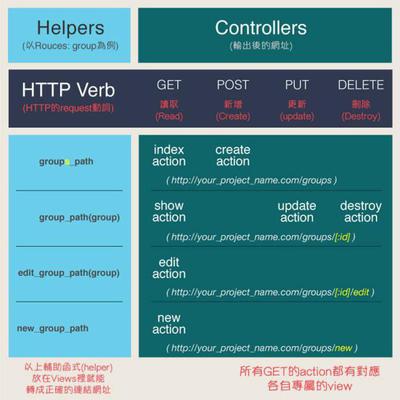 Helpers
(以Rouces: group為例)
Controllers
(輸出後的網址)
HTTP Verb
(HTTP的request動詞)
GET POST PUT DELETE
讀取 新增 更新 刪除
(Read) (Create) (update) (Destroy)
groups_path
index action
create action
( http://your_project_name.com/groups )
group_path(group)
show action
update action
destroy action
( http://your_project_name.com/groups/[:id] )
edit_group_path(group)
edit action
( http://your_project_name.com/groups/[:id]/edit )
new_group_path
new action
( http://your_project_name.com/groups/new )
以上輔助函式(helper)
放在Views裡就能
轉成正確的連結網址
所有GET的action都有對應
各自專屬的view